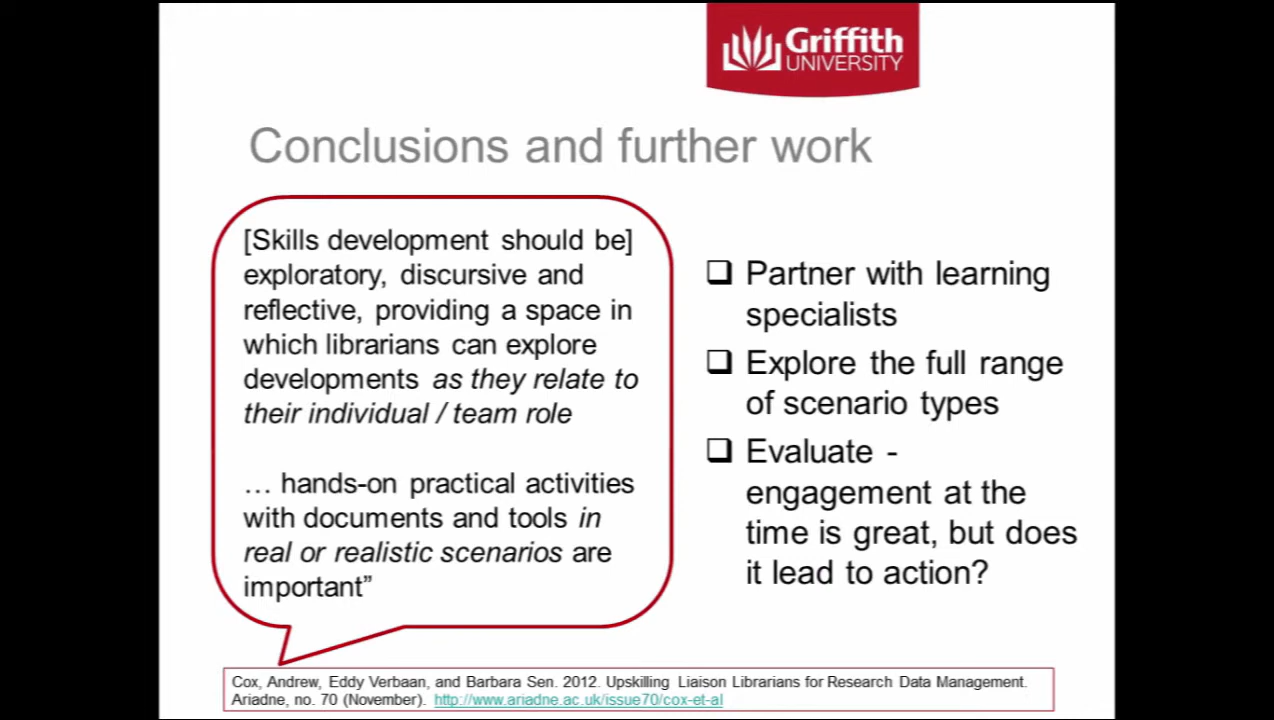 Griffith
UNIVERSITY
Conclusions and further work
[Skills development should be]
exploratory, discursive and
reflective, providing a space in
which librarians can explore
developments as they relate to
their individual / team role
… hands-on practical activities
with documents and tools in
real or realistic scenarios are
important”
Partner with learning
specialists
Explore the full range
of scenario types
Evaluate -
engagement at the
time is great, but does
it lead to action?
Cox, Andrew, Eddy Verbaan, and Barbara Sen. 2012. Upskilling Liaison Librarians for Research Data Management.
Ariadne, no. 70 (November). http://www.ariadne.ac.uk/issue70/cox-et-al